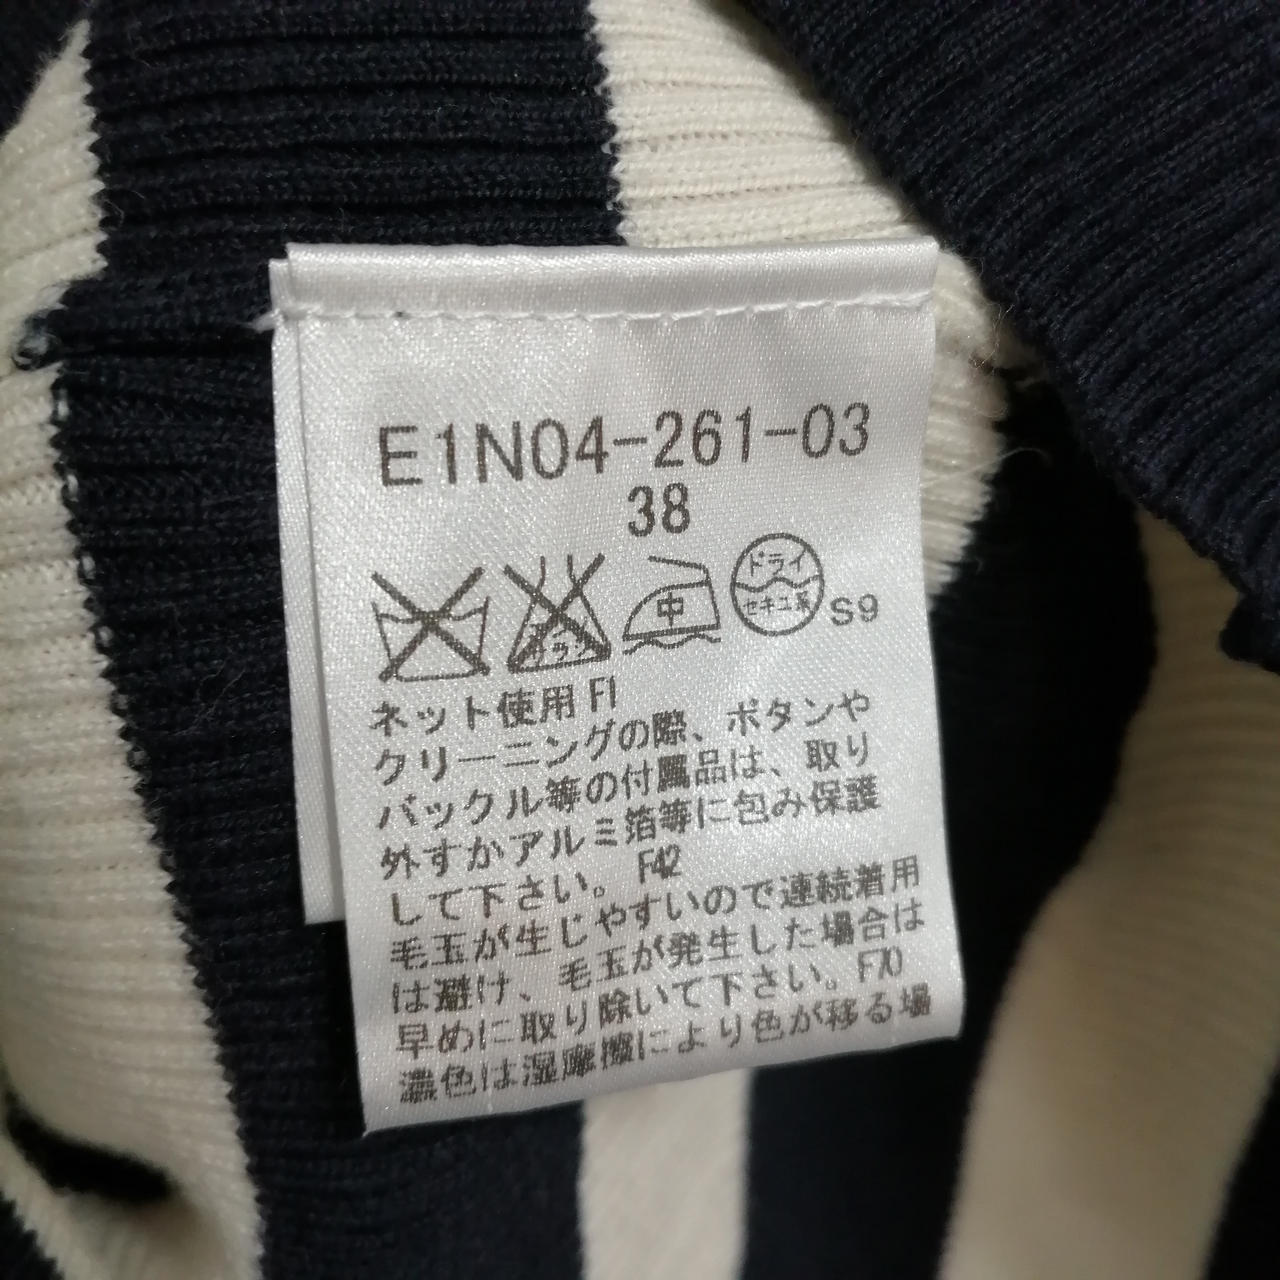 E1N04-261-03
38
中
ドライ
セキユ系
S9
ネット使用 F1
クリーニングの際、ボタンや
バックル等の付属品は、取り
外すかアルミ箔等に包み保護
して下さい。 F42
毛玉が生じやすいので連続着用
は避け、毛玉が発生した場合は
早めに取り除いて下さい。F70
濃色は湿摩擦により色が移る場